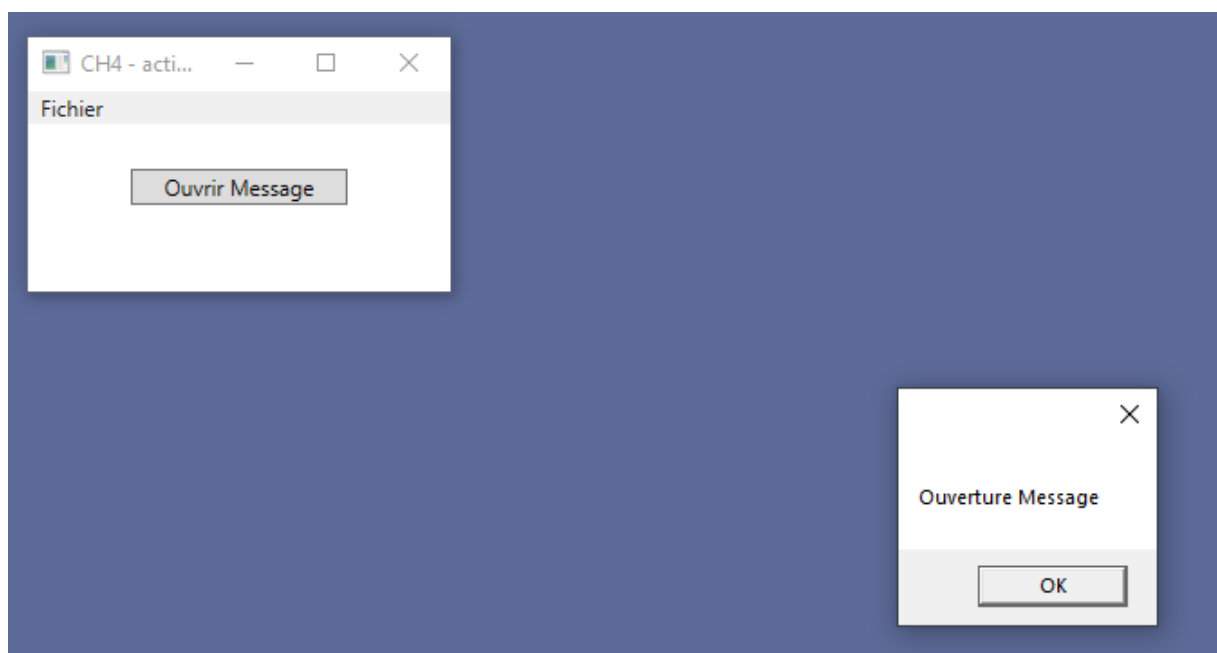 CH4 - acti...
Fichier
Ouvrir Message
Ouverture Message
OK